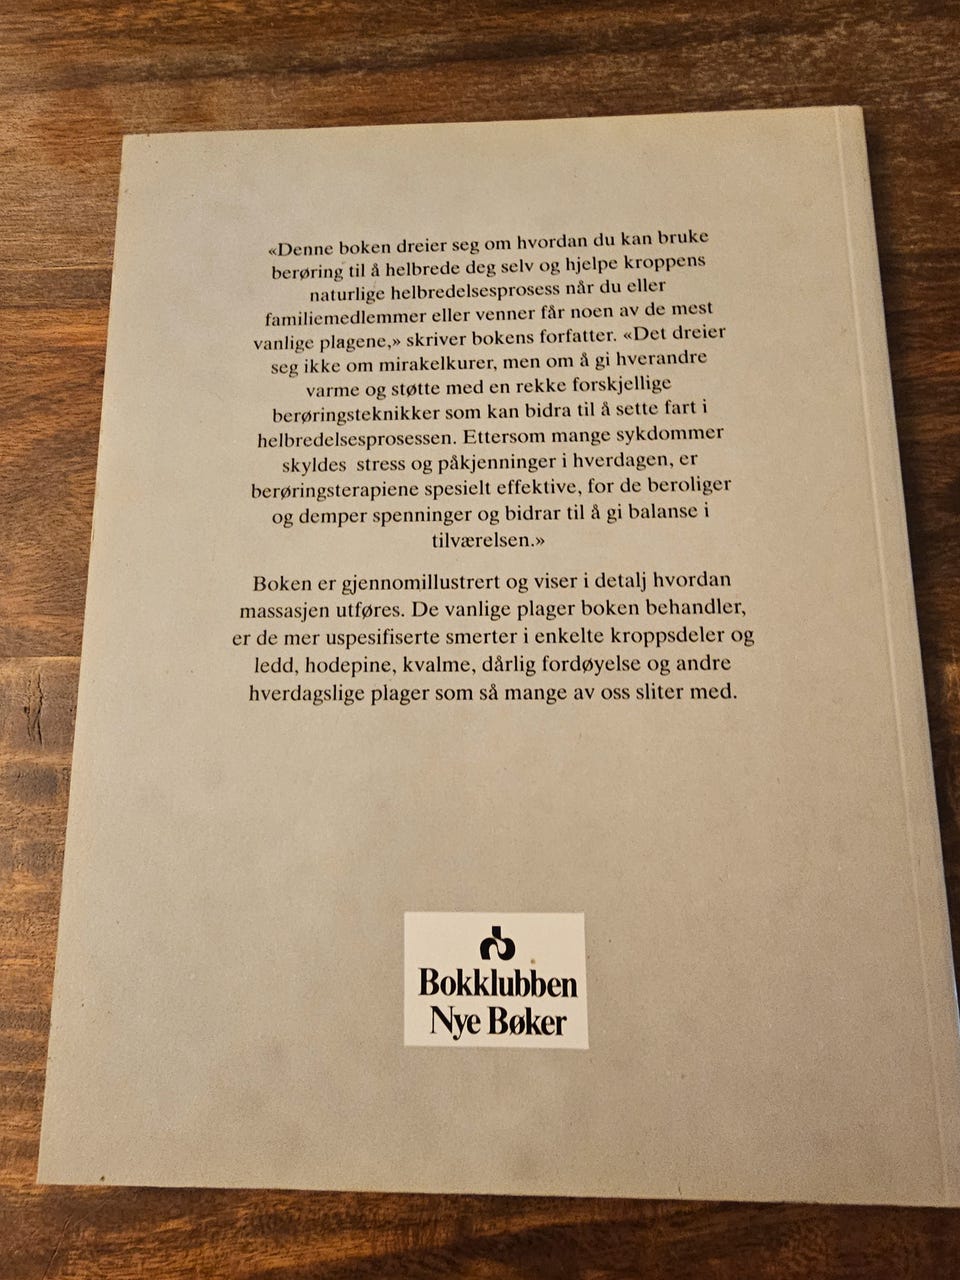 «Denne boken dreier seg om hvordan du kan bruke
berøring til å helbrede deg selv og hjelpe kroppens
naturlige helbredelsesprosess når du eller
familiemedlemmer eller venner får noen av de mest
vanlige plagene,» skriver bokens forfatter. «Det dreier
seg ikke om mirakelkurer, men om å gi hverandre
varme og støtte med en rekke forskjellige
berøringsteknikker som kan bidra til å sette fart i
helbredelsesprosessen. Ettersom mange sykdommer
skyldes stress og påkjenninger i hverdagen, er
berøringsterapiene spesielt effektive, for de beroliger
og demper spenninger og bidrar til å gi balanse i
tilværelsen.»
Boken er gjennomillustrert og viser i detalj hvordan
massasjen utføres. De vanlige plager boken behandler,
er de mer uspesifiserte smerter i enkelte kroppsdeler og
ledd, hodepine, kvalme, dårlig fordøyelse og andre
hverdagslige plager som så mange av oss sliter med.
Bokklubben
Nye Bøker